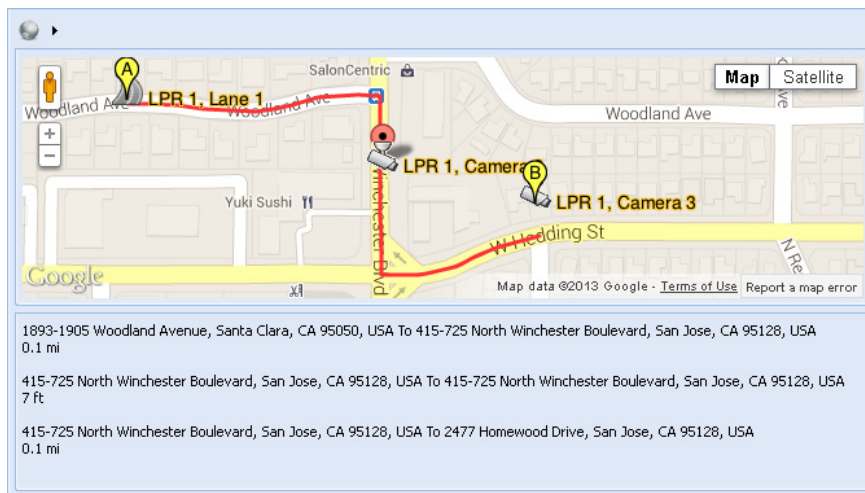 A
SalonCentric
Map
Satellite
LPR 1, Lane 1
Woodland Ave
Woodland Ave
Woodland Ave
LPR 1, Camera
B
Yuki Sushi
LPR 1, Camera 3
Winchester Blvd
W Hedding St
N Re
Google
Map data ©2013 Google - Terms of Use
Report a map error
1893-1905 Woodland Avenue, Santa Clara, CA 95050, USA To 415-725 North Winchester Boulevard, San Jose, CA 95128, USA
0.1 mi
415-725 North Winchester Boulevard, San Jose, CA 95128, USA To 415-725 North Winchester Boulevard, San Jose, CA 95128, USA
7 ft
415-725 North Winchester Boulevard, San Jose, CA 95128, USA To 2477 Homewood Drive, San Jose, CA 95128, USA
0.1 mi